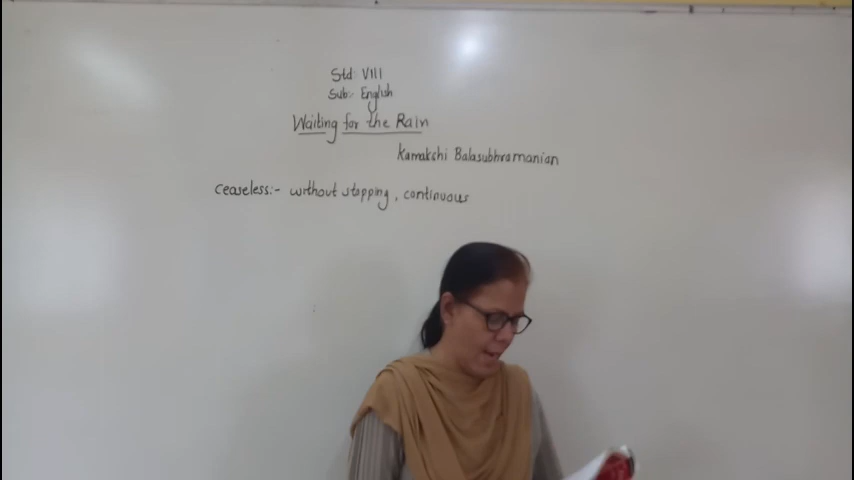 Std: VIII
Sub:- English
Waiting for the Rain
Kamakshi Balasubhramanian
Ceaseless:- without stopping, continuous